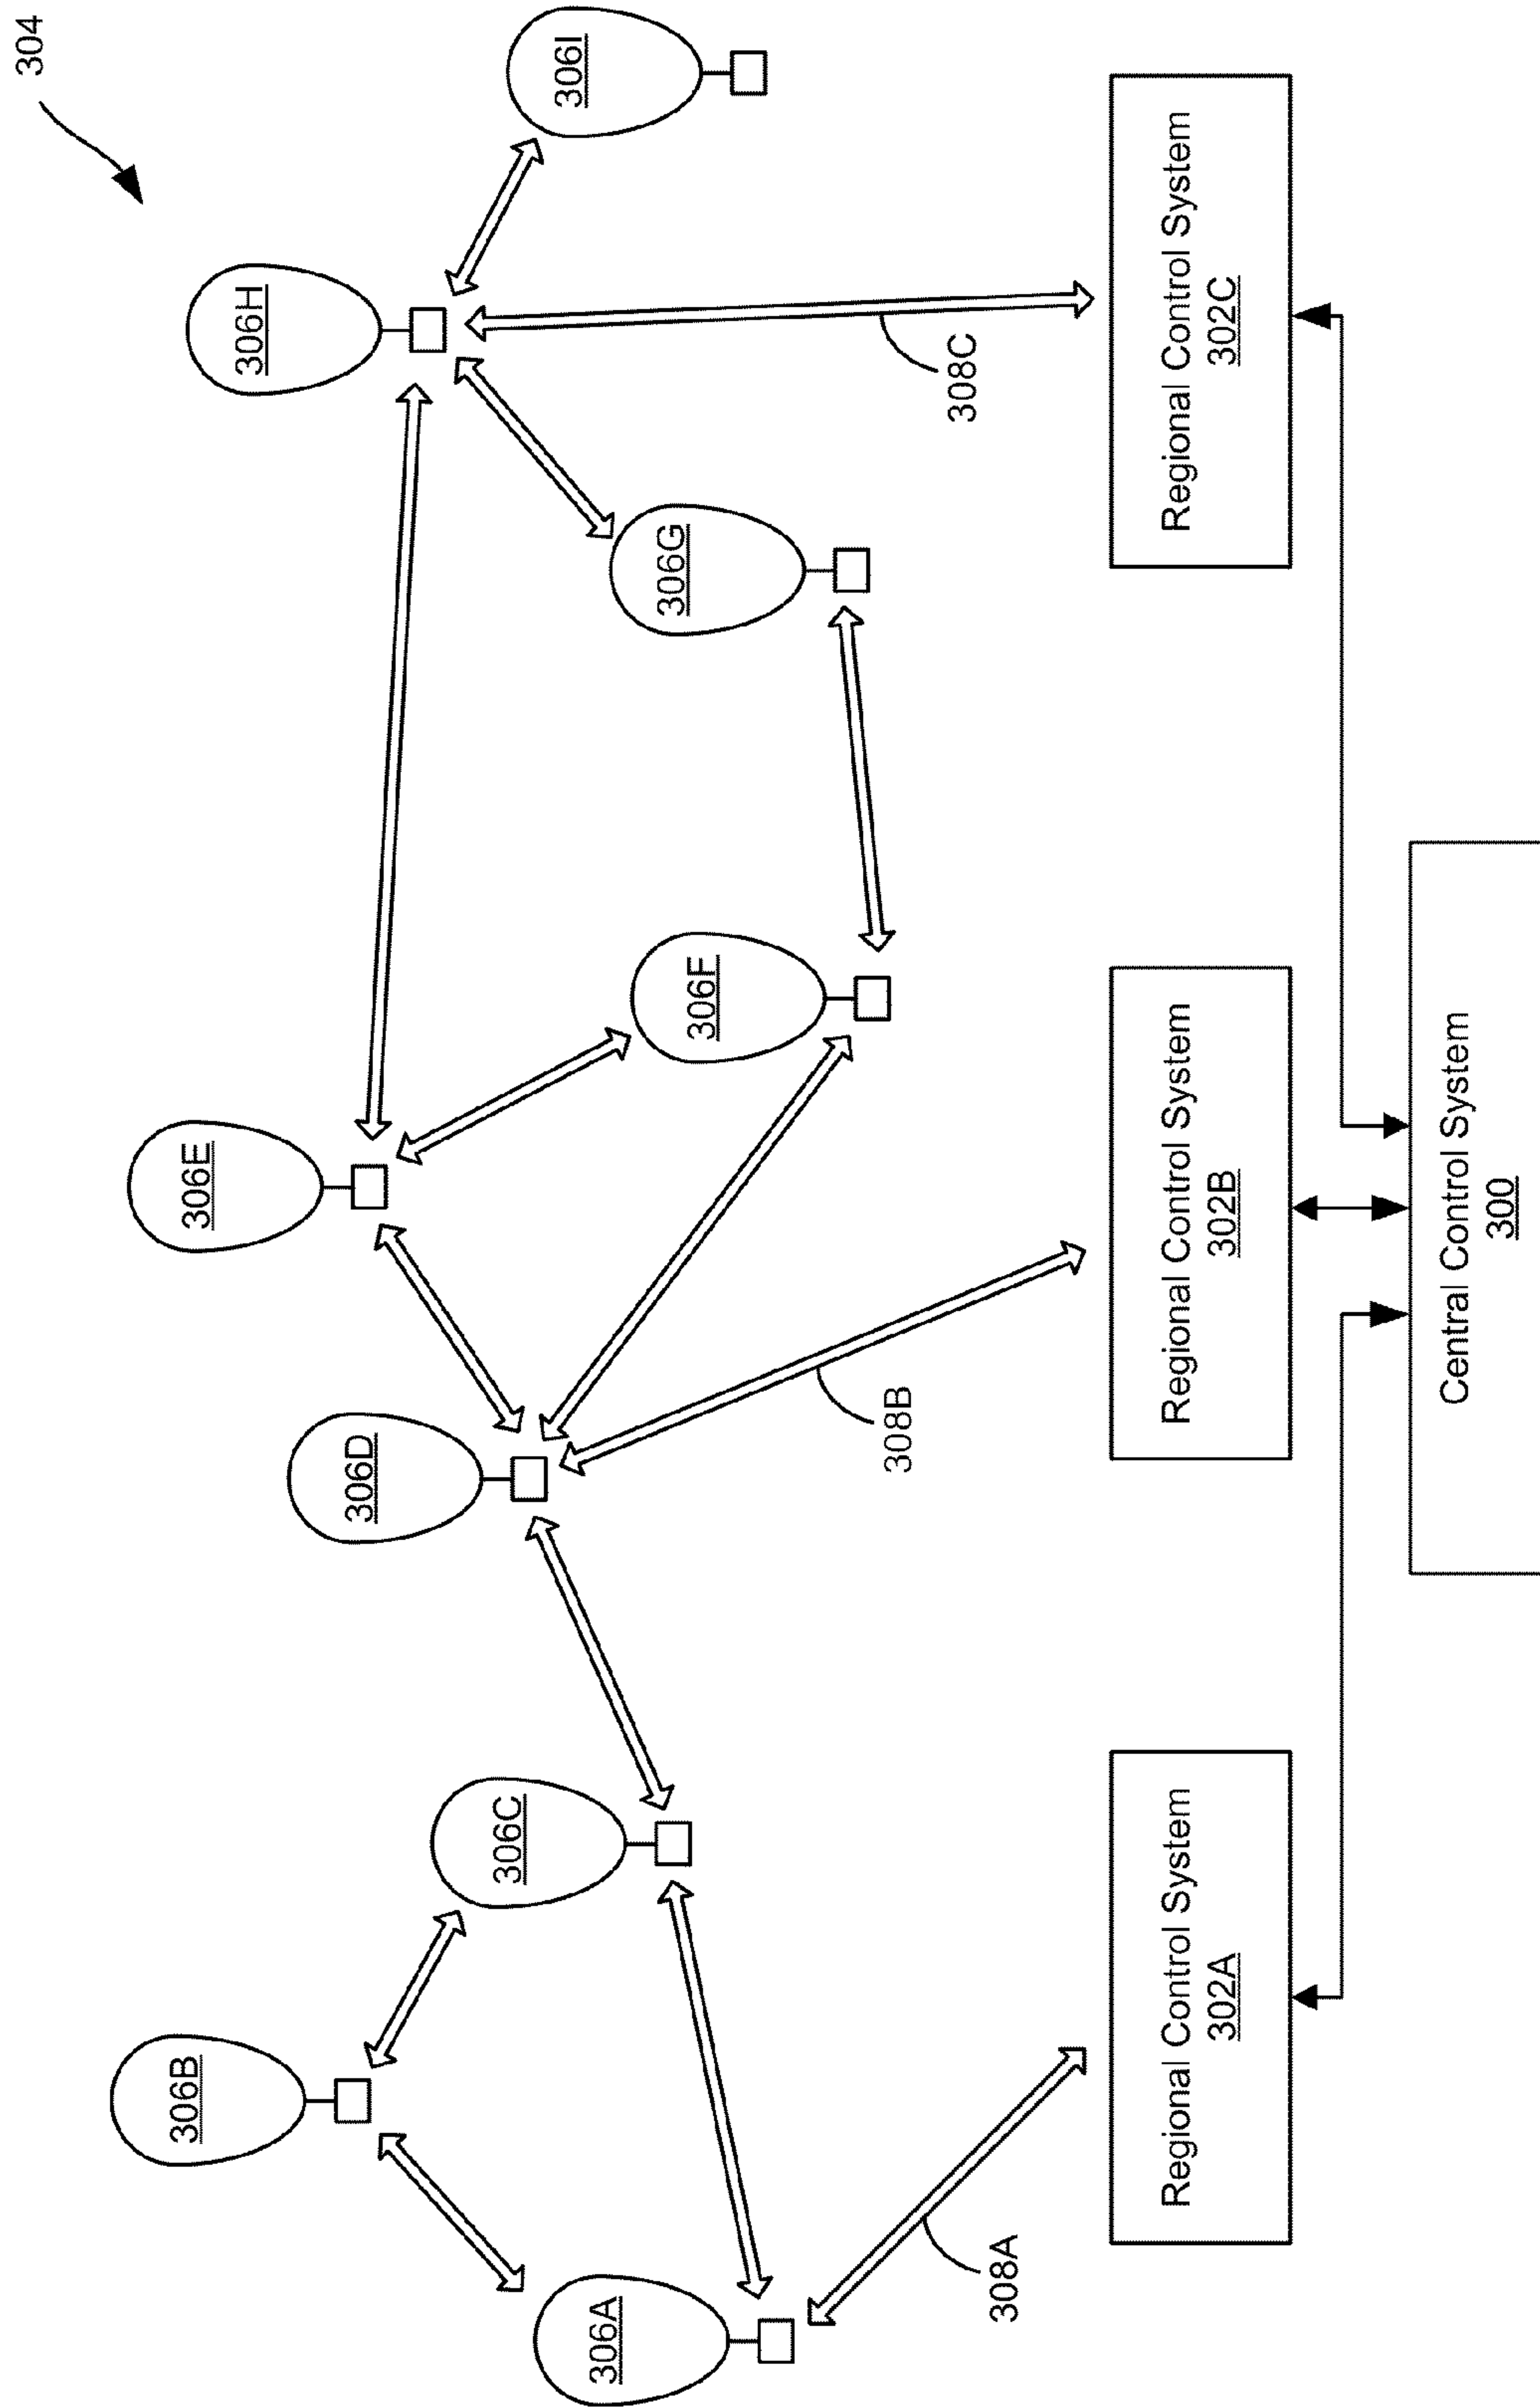 304
306B
306E
306H
306D
306C
306I
306A
306F
306G
308A
308B
308C
Regional Control System
302A
Regional Control System
302B
Regional Control System
302C
Central Control System
300